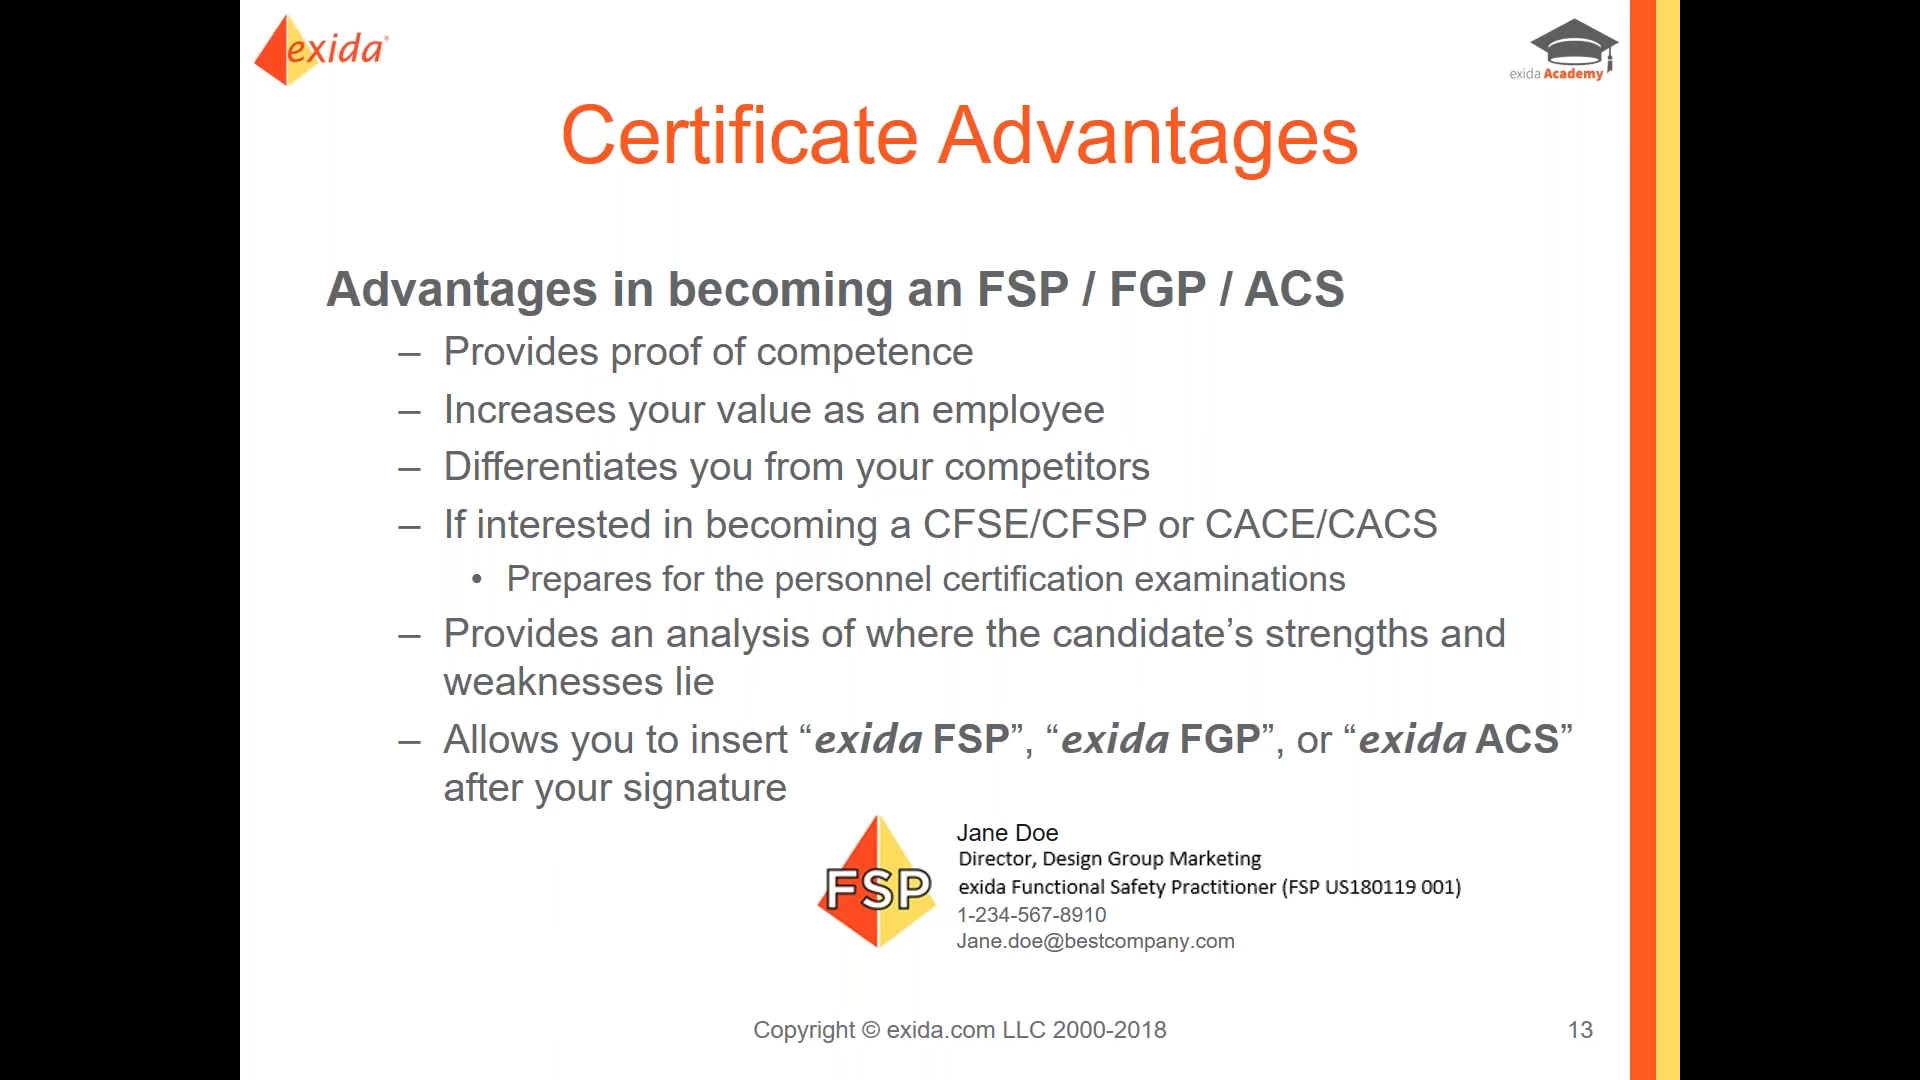 exida®
exida Academy
Certificate Advantages
Advantages in becoming an FSP / FGP / ACS
– Provides proof of competence
– Increases your value as an employee
– Differentiates you from your competitors
– If interested in becoming a CFSE/CFSP or CACE/CACS
• Prepares for the personnel certification examinations
– Provides an analysis of where the candidate’s strengths and
weaknesses lie
– Allows you to insert “exida FSP”, “exida FGP”, or “exida ACS”
after your signature
FSP
Jane Doe
Director, Design Group Marketing
exida Functional Safety Practitioner (FSP US180119 001)
1-234-567-8910
Jane.doe@bestcompany.com
Copyright © exida.com LLC 2000-2018
13